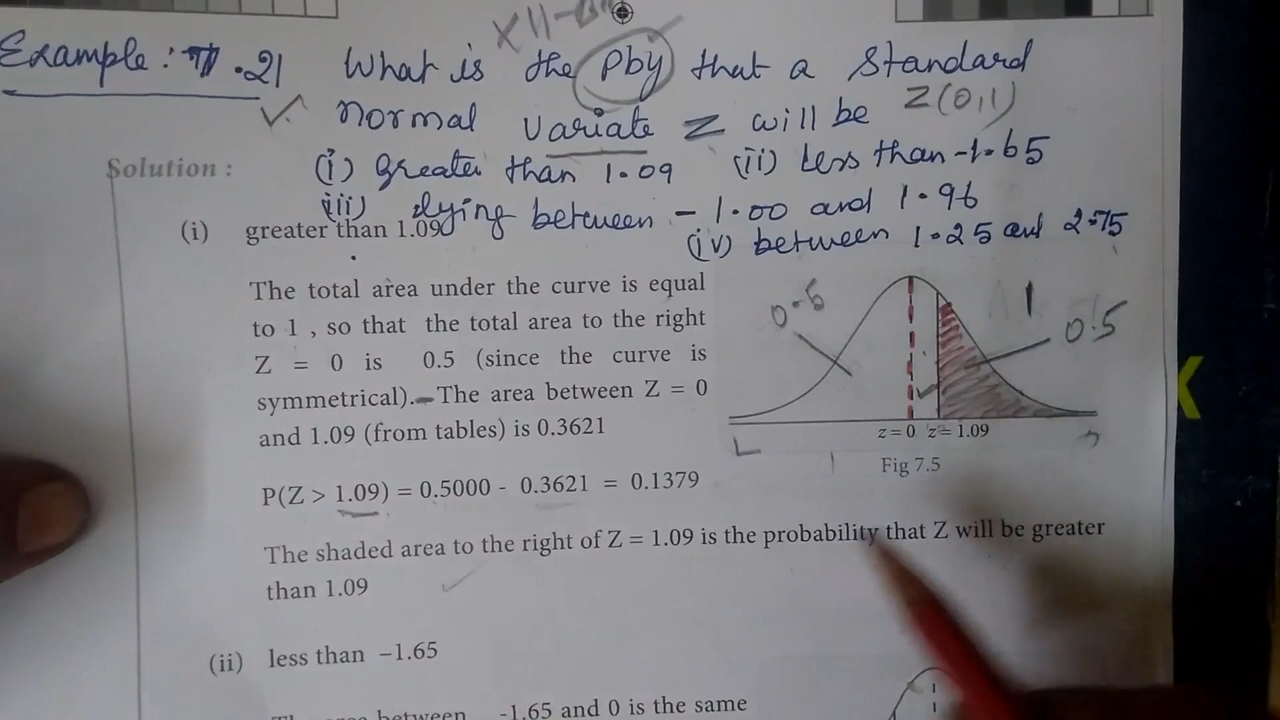 XII-
Example: 7.21 What is the Pby that a standard
normal variate Z will be Z(0,1)
Solution :
(i) greater than 1.09 (ii) Less than -1.65
(iii) lying between - 1.00 and 1.96
(i) greater than 1.09
(iv) between 1.25 and 2.75
The total area under the curve is equal
to 1 , so that the total area to the right
Z = 0 is 0.5 (since the curve is
symmetrical). The area between Z = 0
and 1.09 (from tables) is 0.3621
0.5
1
0.5
z = 0 z = 1.09
Fig 7.5
P(Z > 1.09) = 0.5000 - 0.3621 = 0.1379
The shaded area to the right of Z = 1.09 is the probability that Z will be greater
than 1.09
(ii) less than −1.65
between -1.65 and 0 is the same